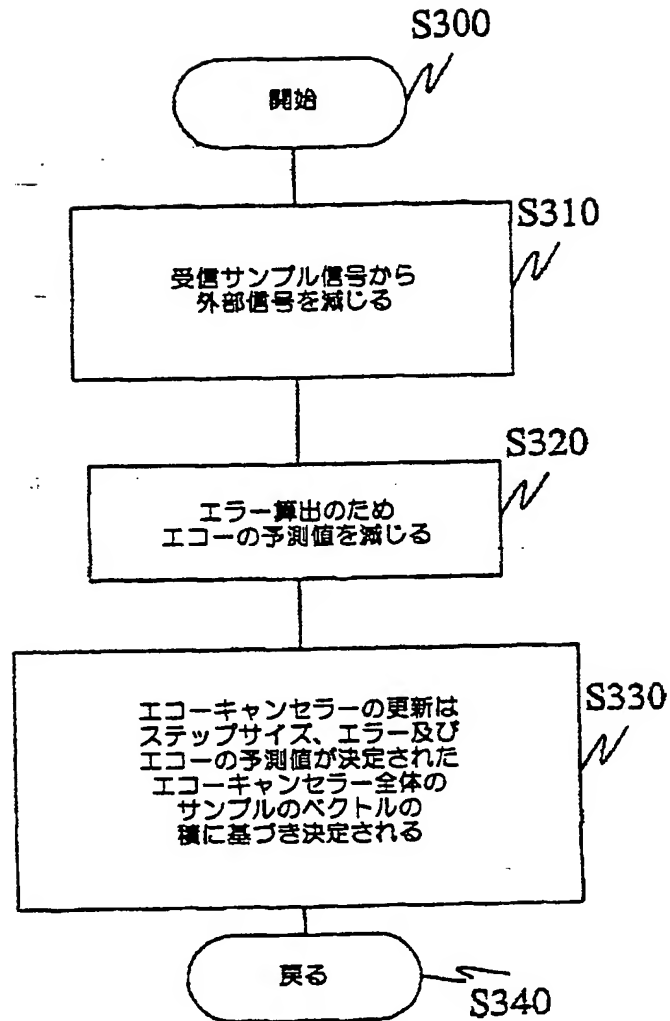 S300
開始
S310
受信サンプル信号から
外部信号を減じる
S320
エラー算出のため
エコーの予測値を減じる
S330
エコーキャンセラーの更新は
ステップサイズ、エラー及び
エコーの予測値が決定された
エコーキャンセラー全体の
サンプルのベクトルの
積に基づき決定される
戻る
S340